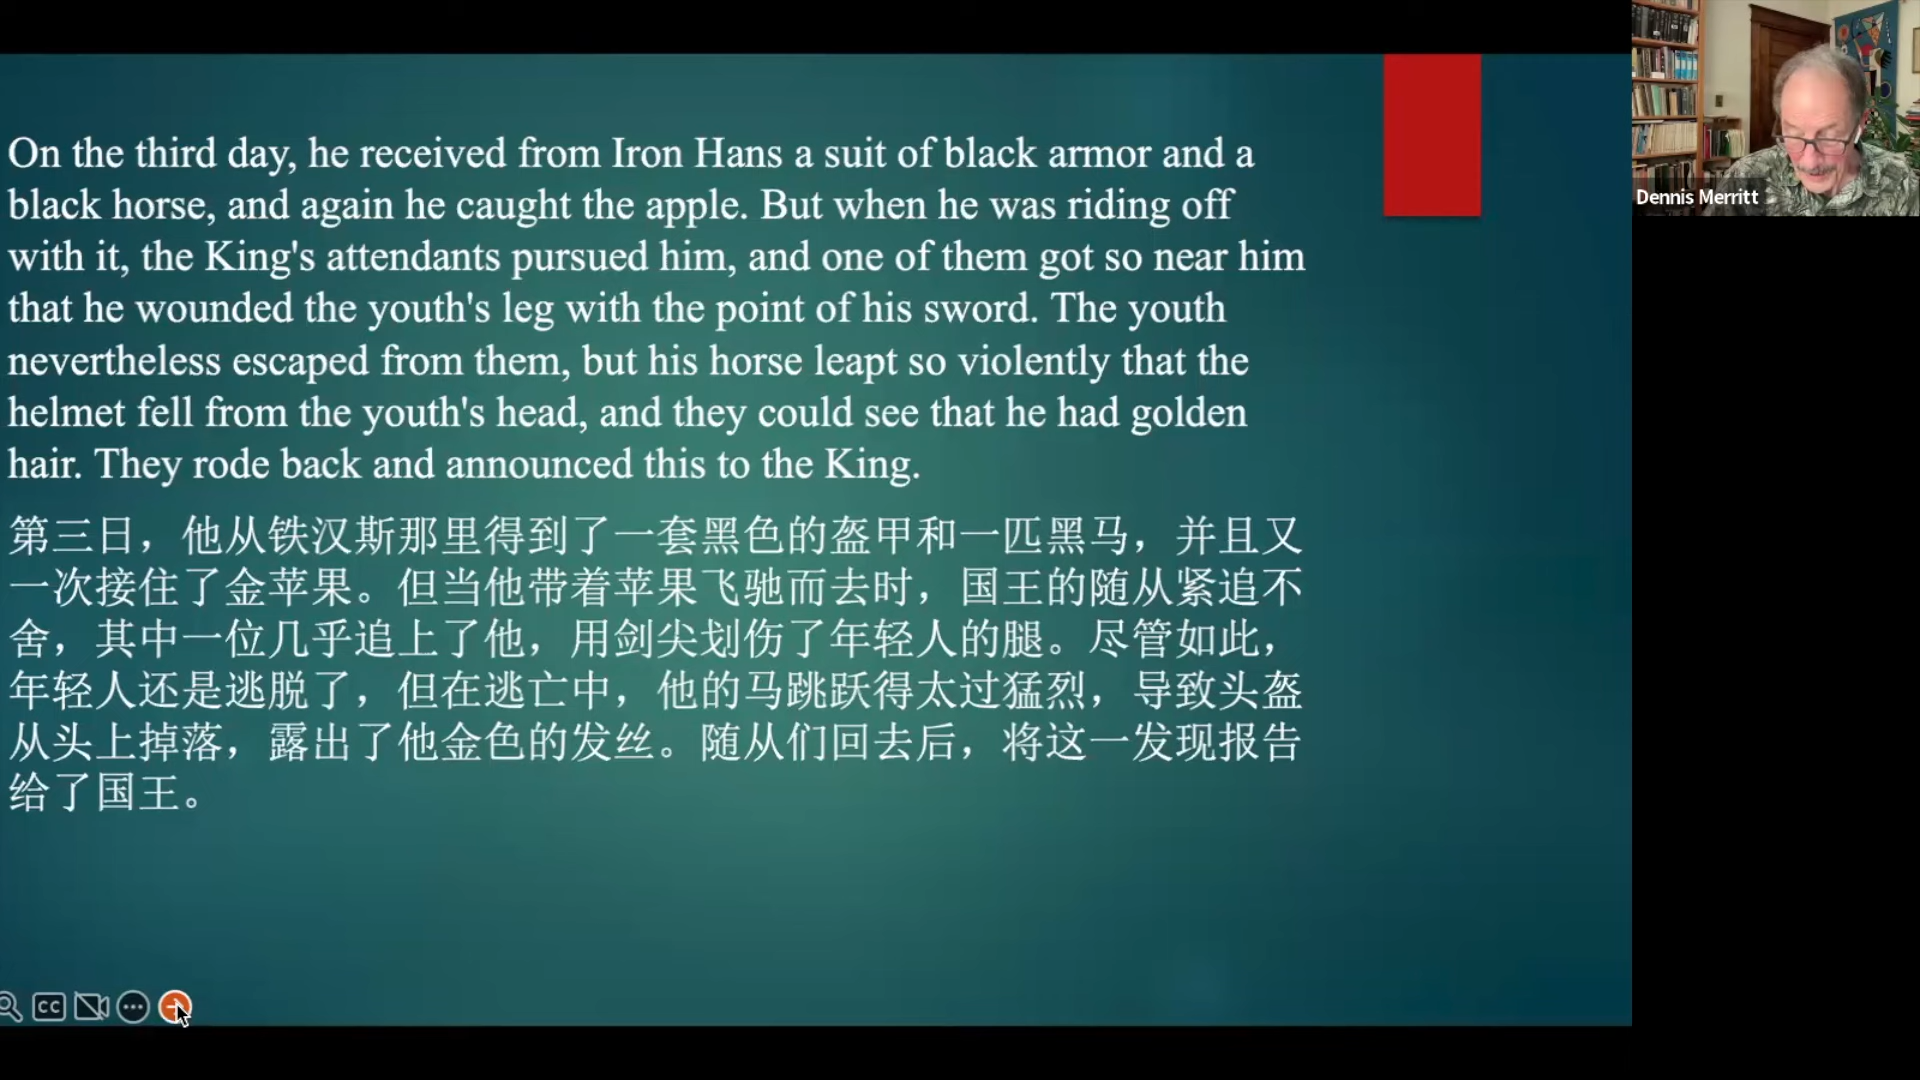 On the third day, he received from Iron Hans a suit of black armor and a
black horse, and again he caught the apple. But when he was riding off
with it, the King's attendants pursued him, and one of them got so near him
that he wounded the youth's leg with the point of his sword. The youth
nevertheless escaped from them, but his horse leapt so violently that the
helmet fell from the youth's head, and they could see that he had golden
hair. They rode back and announced this to the King.
第三日，他从铁汉斯那里得到了一套黑色的盔甲和一匹黑马，并且又
一次接住了金苹果。但当他带着苹果飞驰而去时，国王的随从紧追不
舍，其中一位几乎追上了他，用剑尖划伤了年轻人的腿。尽管如此，
年轻人还是逃脱了，但在逃亡中，他的马跳跃得太过猛烈，导致头盔
从头上掉落，露出了他金色的发丝。随从们回去后，将这一发现报告
给了国王。
CC
Dennis Merritt